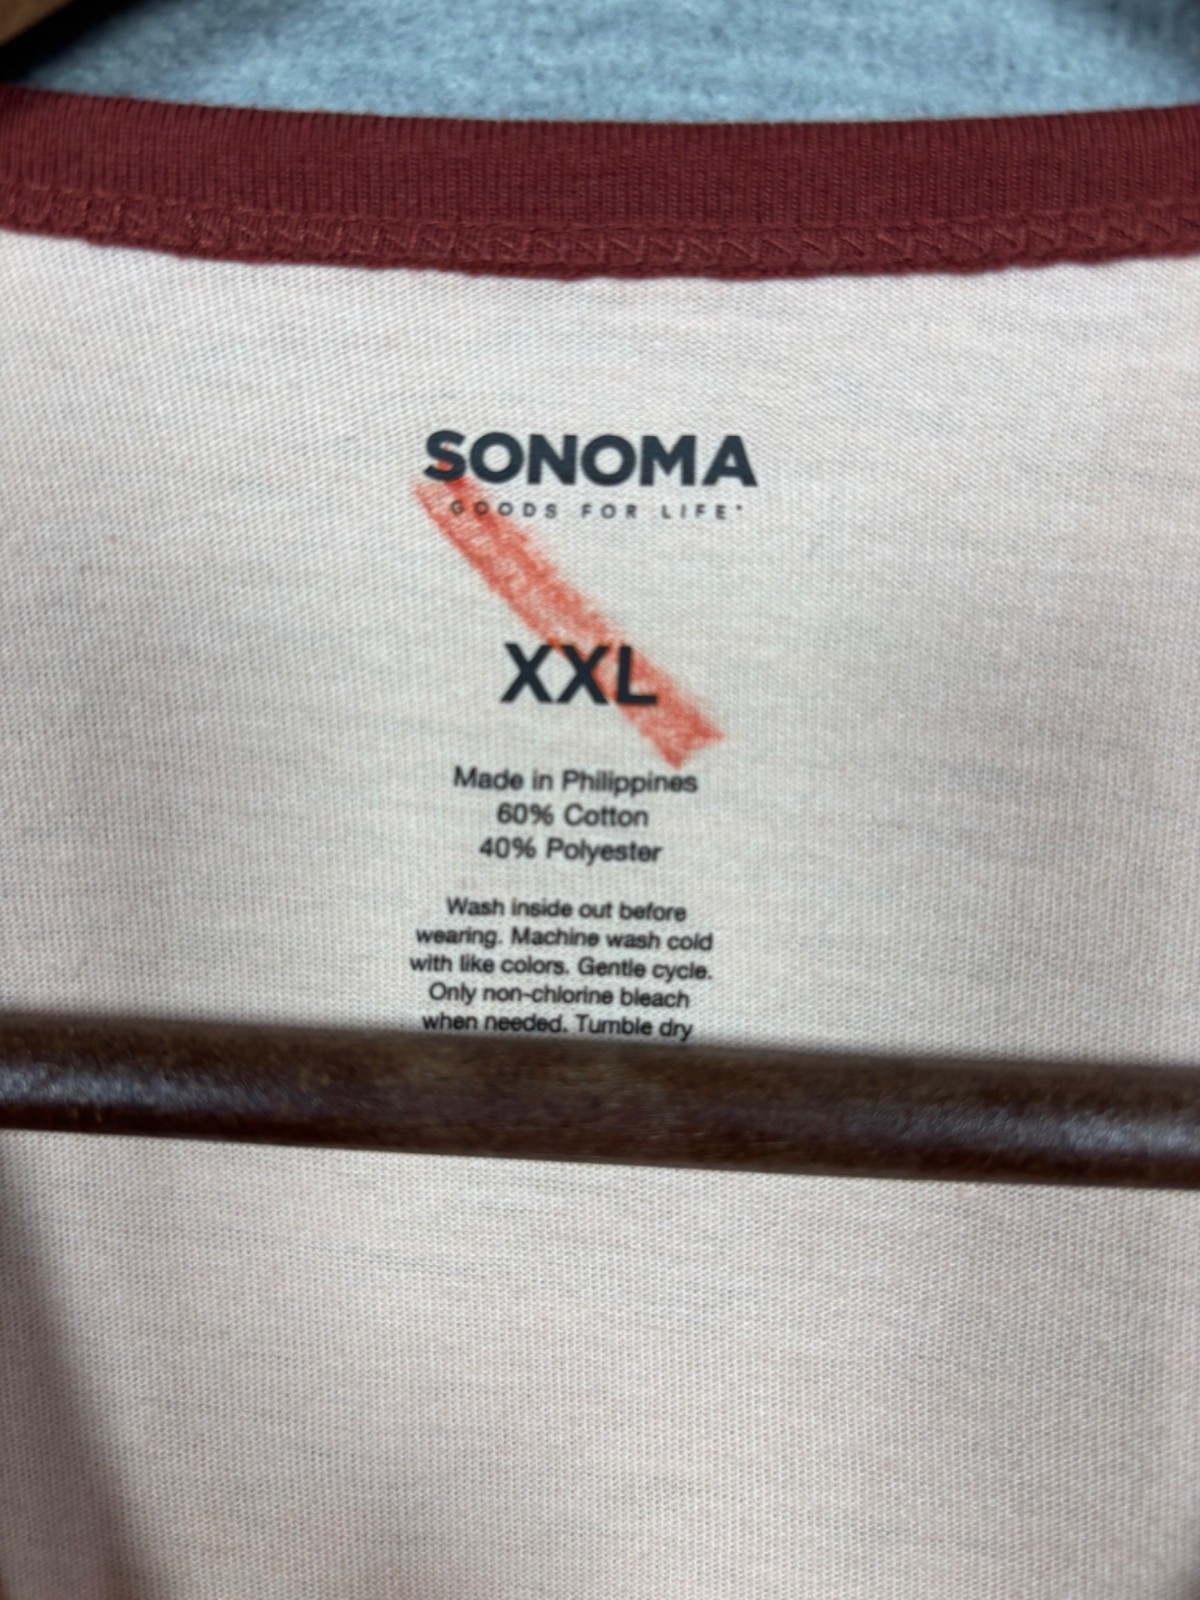 SONOMA
GOODS FOR LIFE
XXL
Made in Philippines
60% Cotton
40% Polyester
Wash inside out before
wearing. Machine wash cold
with like colors. Gentle cycle.
Only non-chlorine bleach
when needed. Tumble dry